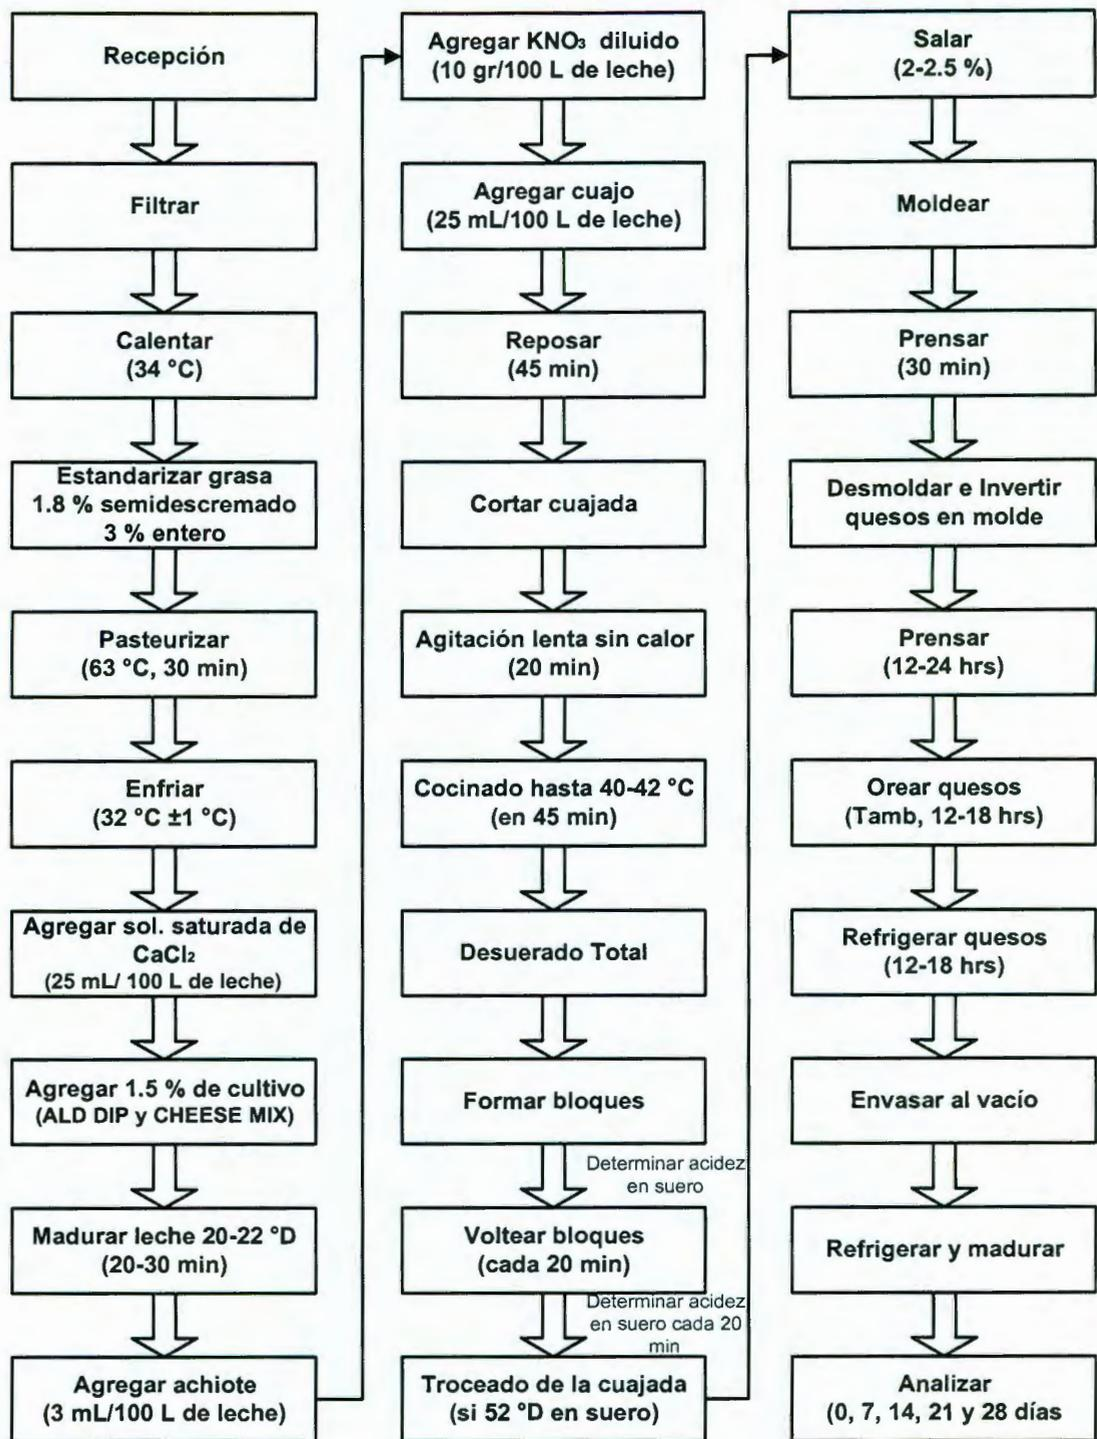 Recepción
Filtrar
Calentar
(34 °C)
Estandarizar grasa
1.8 % semidescremado
3 % entero
Pasteurizar
(63 °C, 30 min)
Enfriar
(32 °C ±1 °C)
Agregar sol. saturada de
CaCl₂
(25 mL/ 100 L de leche)
Agregar 1.5 % de cultivo
(ALD DIP y CHEESE MIX)
Madurar leche 20-22 °D
(20-30 min)
Agregar achiote
(3 mL/100 L de leche)
Agregar KNO₃ diluido
(10 gr/100 L de leche)
Agregar cuajo
(25 mL/100 L de leche)
Reposar
(45 min)
Cortar cuajada
Agitación lenta sin calor
(20 min)
Cocinado hasta 40-42 °C
(en 45 min)
Desuerado Total
Formar bloques
Determinar acidez
en suero
Voltear bloques
(cada 20 min)
Determinar acidez
en suero cada 20
min
Troceado de la cuajada
(si 52 °D en suero)
Salar
(2-2.5 %)
Moldear
Prensar
(30 min)
Desmoldar e Invertir
quesos en molde
Prensar
(12-24 hrs)
Orear quesos
(Tamb, 12-18 hrs)
Refrigerar quesos
(12-18 hrs)
Envasar al vacío
Refrigerar y madurar
Analizar
(0, 7, 14, 21 y 28 días